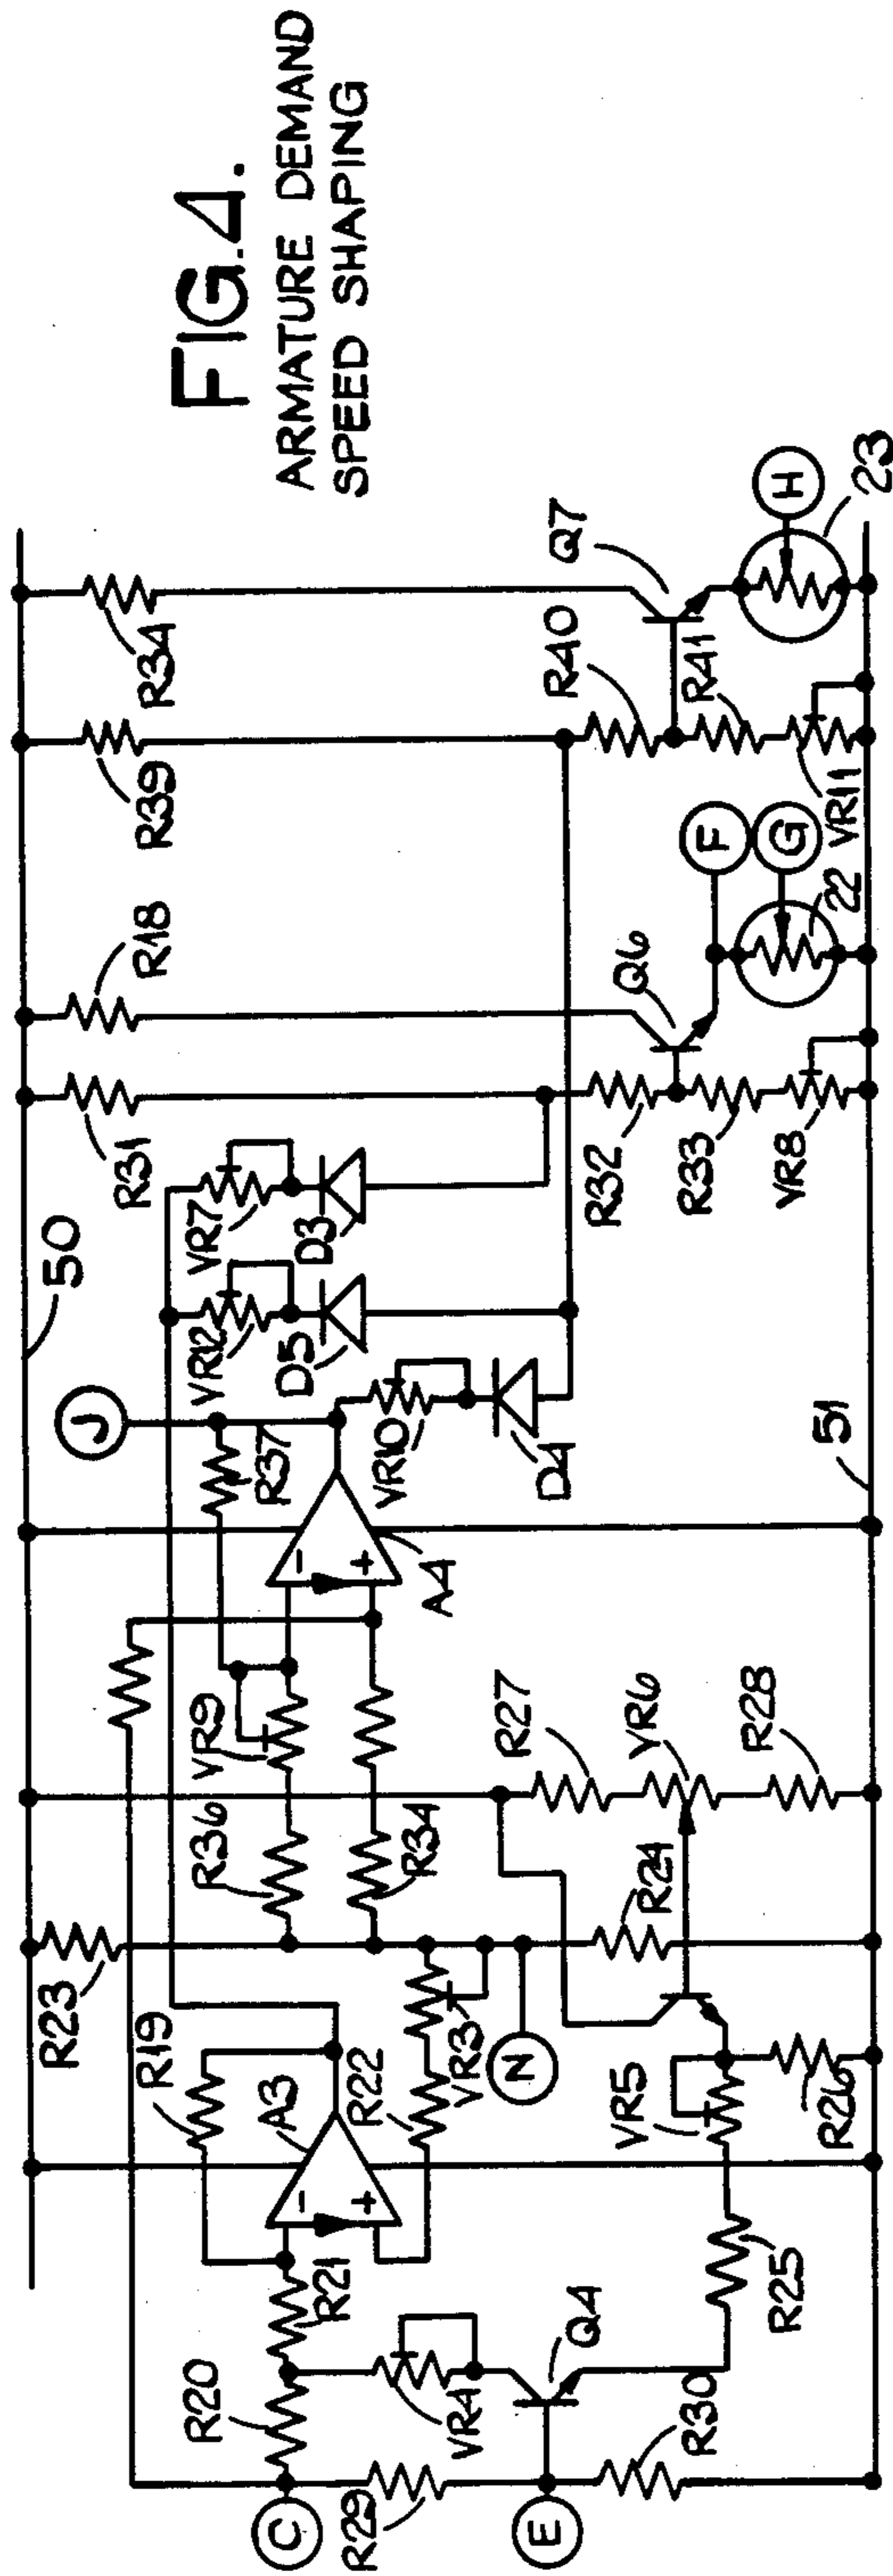 FIG.4.
ARMATURE DEMAND
SPEED SHAPING
50
J
R23
R19
A3
R20
R21
C
R29
VR4
E
R30
Q4
R22
VR3
N
R25
VR5
R26
R24
R36
VR9
R34
R37
A4
-
+
-
+
R27
VR6
R28
VR12
VR7
D5
D3
VR10
D4
R31
R18
R39
R34
R32
R33
VR8
Q6
F
G
22
R40
R41
VR11
Q7
H
23
51